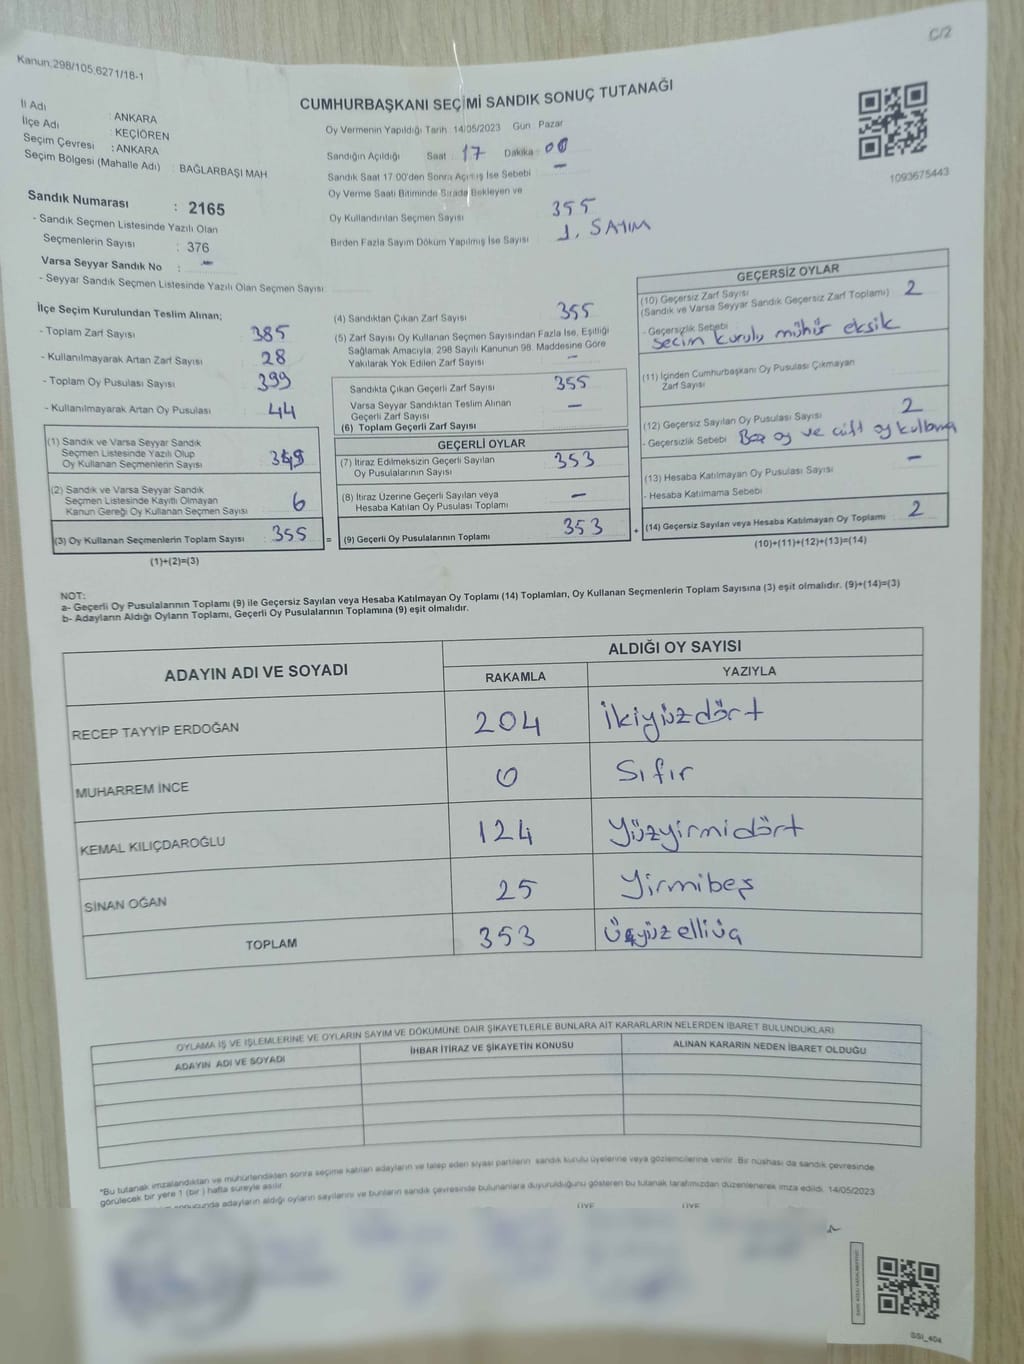 C/2
Kanun:298/105;6271/18-1
İl Adı : ANKARA
İlçe Adı : KEÇİÖREN
Seçim Çevresi : ANKARA
Seçim Bölgesi (Mahalle Adı) : BAĞLARBAŞI MAH
CUMHURBAŞKANI SEÇİMİ SANDIK SONUÇ TUTANAĞI
Oy Vermenin Yapıldığı Tarih 14/05/2023 Gün Pazar
Sandığın Açıldığı Saat : 17 Dakika : 00
Sandık Saat 17:00'den Sonra Açılmış İse Sebebi —
Oy Verme Saati Bitiminde Sırada Bekleyen ve
Oy Kullandırılan Seçmen Sayısı 355
Birden Fazla Sayım Döküm Yapılmış İse Sayısı 1. SAYIM
1093675443
Sandık Numarası : 2165
- Sandık Seçmen Listesinde Yazılı Olan
Seçmenlerin Sayısı : 376
Varsa Seyyar Sandık No : —
- Seyyar Sandık Seçmen Listesinde Yazılı Olan Seçmen Sayısı
İlçe Seçim Kurulundan Teslim Alınan;
- Toplam Zarf Sayısı 385
- Kullanılmayarak Artan Zarf Sayısı 28
- Toplam Oy Pusulası Sayısı 399
- Kullanılmayarak Artan Oy Pusulası 44
(1) Sandık ve Varsa Seyyar Sandık
Seçmen Listesinde Yazılı Olup
Oy Kullanan Seçmenlerin Sayısı 349
(2) Sandık ve Varsa Seyyar Sandık
Seçmen Listesinde Kayıtlı Olmayan
Kanun Gereği Oy Kullanan Seçmen Sayısı 6
(3) Oy Kullanan Seçmenlerin Toplam Sayısı 355 =
(1)+(2)=(3)
(4) Sandıktan Çıkan Zarf Sayısı 355
(5) Zarf Sayısı Oy Kullanan Seçmen Sayısından Fazla İse, Eşitliği
Sağlamak Amacıyla, 298 Sayılı Kanunun 98. Maddesine Göre
Yakılarak Yok Edilen Zarf Sayısı —
Sandıkta Çıkan Geçerli Zarf Sayısı 355
Varsa Seyyar Sandıktan Teslim Alınan
Geçerli Zarf Sayısı —
(6) Toplam Geçerli Zarf Sayısı
GEÇERLİ OYLAR
(7) İtiraz Edilmeksizin Geçerli Sayılan
Oy Pusulalarının Sayısı 353
(8) İtiraz Üzerine Geçerli Sayılan veya
Hesaba Katılan Oy Pusulası Toplamı —
(9) Geçerli Oy Pusulalarının Toplamı 353 +
GEÇERSİZ OYLAR
(10) Geçersiz Zarf Sayısı
(Sandık ve Varsa Seyyar Sandık Geçersiz Zarf Toplamı) 2
- Geçersizlik Sebebi
Secim kurulu mühür eksik
(11) İçinden Cumhurbaşkanı Oy Pusulası Çıkmayan
Zarf Sayısı
(12) Geçersiz Sayılan Oy Pusulası Sayısı 2
- Geçersizlik Sebebi Boş oy ve çift oy kullanma
(13) Hesaba Katılmayan Oy Pusulası Sayısı —
- Hesaba Katılmama Sebebi
(14) Geçersiz Sayılan veya Hesaba Katılmayan Oy Toplamı 2
(10)+(11)+(12)+(13)=(14)
NOT:
a- Geçerli Oy Pusulalarının Toplamı (9) ile Geçersiz Sayılan veya Hesaba Katılmayan Oy Toplamı (14) Toplamları, Oy Kullanan Seçmenlerin Toplam Sayısına (3) eşit olmalıdır. (9)+(14)=(3)
b- Adayların Aldığı Oyların Toplamı, Geçerli Oy Pusulalarının Toplamına (9) eşit olmalıdır.
ADAYIN ADI VE SOYADI ALDIĞI OY SAYISI
RAKAMLA YAZIYLA
RECEP TAYYİP ERDOĞAN 204 ikiyüzdört
MUHARREM İNCE 0 Sıfır
KEMAL KILIÇDAROĞLU 124 Yüzyirmidört
SİNAN OĞAN 25 Yirmibeş
TOPLAM 353 Üçyüzelliüç
OYLAMA İŞ VE İŞLEMLERİNE VE OYLARIN SAYIM VE DÖKÜMÜNE DAİR ŞİKAYETLERLE BUNLARA AİT KARARLARIN NELERDEN İBARET BULUNDUKLARI
ADAYIN ADI VE SOYADI İHBAR İTİRAZ VE ŞİKAYETİN KONUSU ALINAN KARARIN NEDEN İBARET OLDUĞU
*Bu tutanak imzalandıktan ve mühürlendikten sonra seçime katılan adayların ve talep eden siyasi partilerin sandık kurulu üyelerine veya gözlemcilerine verilir. Bir nüshası da sandık çevresinde
görülecek bir yere 1 (bir) hafta süreyle asılır.
sonucunda adayların aldığı oyların sayılarını ve bunların sandık çevresinde bulunanlara duyurulduğunu gösteren bu tutanak tarafımızdan düzenlenerek imza edildi. 14/05/2023
ÜYE ÜYE
SSI_404